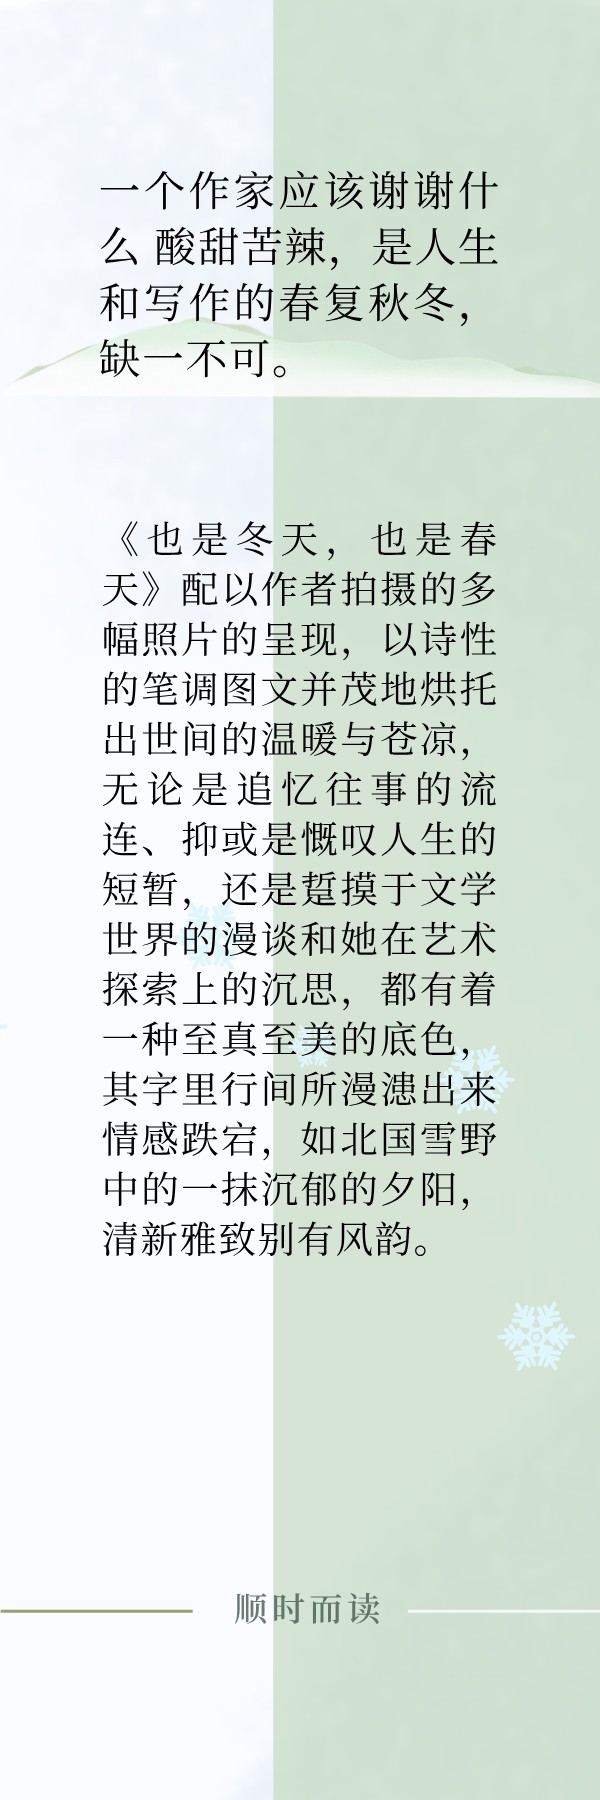 一个作家应该谢谢什
么 酸甜苦辣，是人生
和写作的春复秋冬，
缺一不可。
《也是冬天，也是春
天》配以作者拍摄的多
幅照片的呈现，以诗性
的笔调图文并茂地烘托
出世间的温暖与苍凉，
无论是追忆往事的流
连、抑或是慨叹人生的
短暂，还是踅摸于文学
世界的漫谈和她在艺术
探索上的沉思，都有着
一种至真至美的底色，
其字里行间所漫漶出来
情感跌宕，如北国雪野
中的一抹沉郁的夕阳，
清新雅致别有风韵。
顺时而读